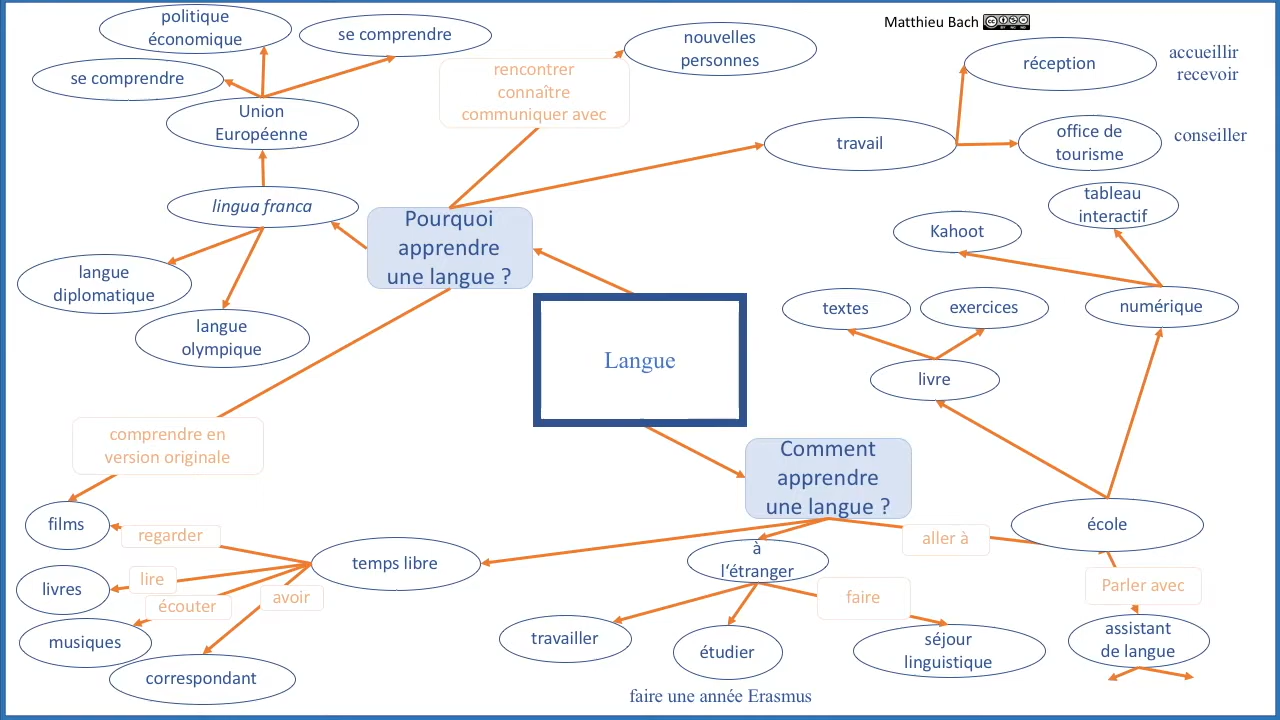 politique
économique
se comprendre
Matthieu Bach
nouvelles
personnes
se comprendre
rencontrer
connaître
communiquer avec
réception
accueillir
recevoir
Union
Européenne
travail
office de
tourisme
conseiller
lingua franca
Pourquoi
apprendre
une langue ?
tableau
interactif
Kahoot
langue
diplomatique
langue
olympique
textes
exercices
numérique
Langue
livre
comprendre en
version originale
Comment
apprendre
une langue ?
films
regarder
temps libre
à
l’étranger
aller à
école
livres
lire
écouter
avoir
faire
Parler avec
musiques
correspondant
travailler
étudier
séjour
linguistique
assistant
de langue
faire une année Erasmus